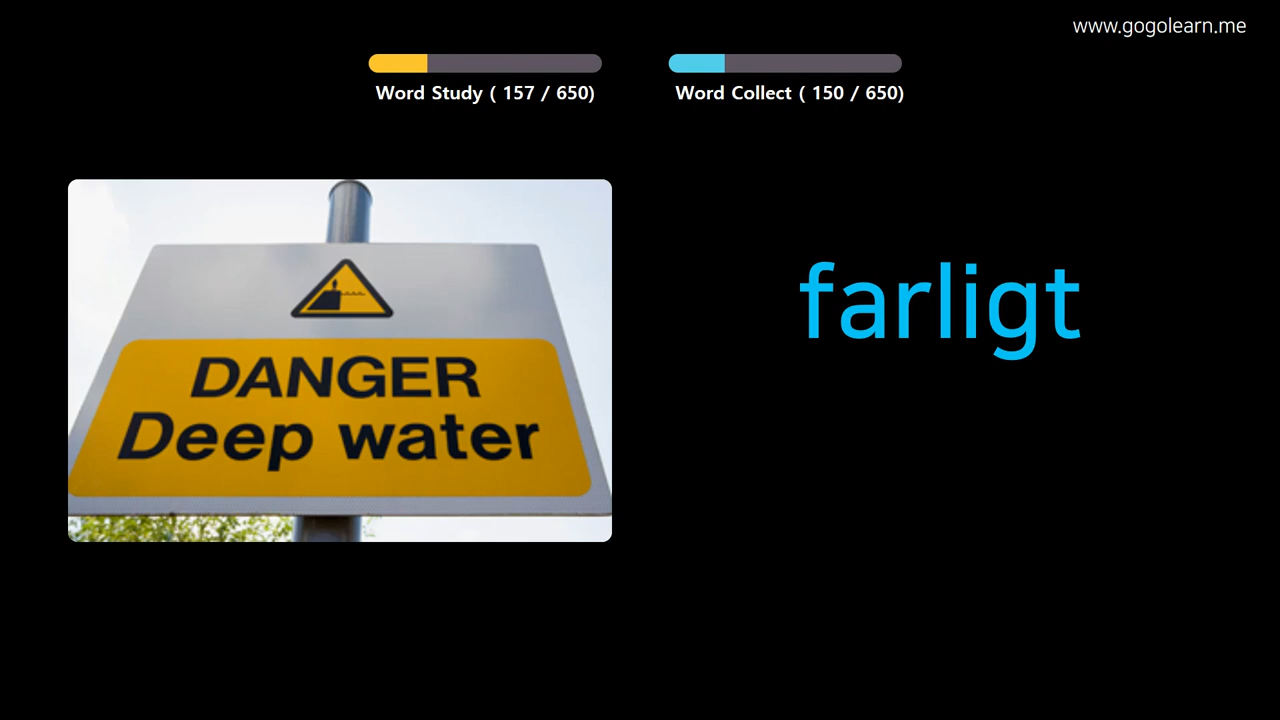 www.gogolearn.me
Word Study ( 157 / 650)
Word Collect ( 150 / 650)
DANGER
Deep water
farligt